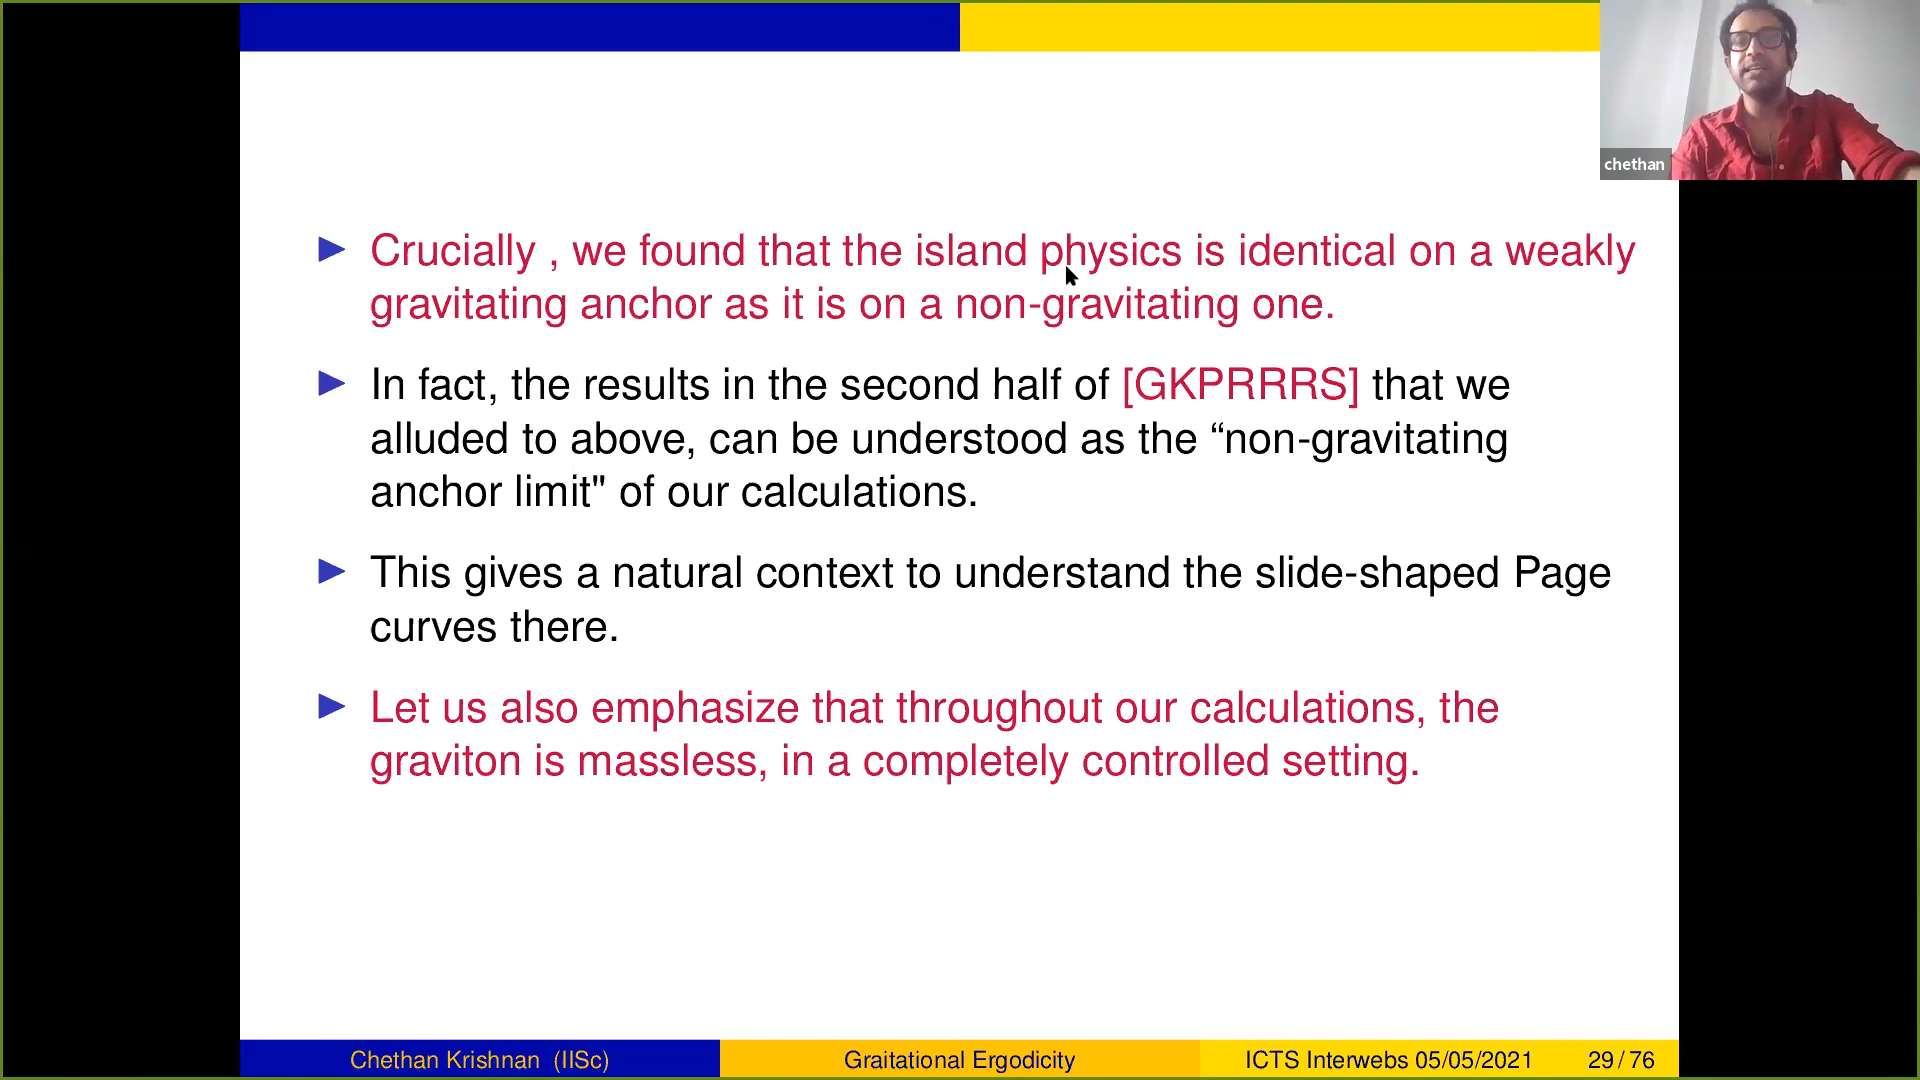 chethan
Crucially , we found that the island physics is identical on a weakly
gravitating anchor as it is on a non-gravitating one.
In fact, the results in the second half of [GKPRRRS] that we
alluded to above, can be understood as the “non-gravitating
anchor limit" of our calculations.
This gives a natural context to understand the slide-shaped Page
curves there.
Let us also emphasize that throughout our calculations, the
graviton is massless, in a completely controlled setting.
Chethan Krishnan (IISc) Graitational Ergodicity ICTS Interwebs 05/05/2021 29 / 76